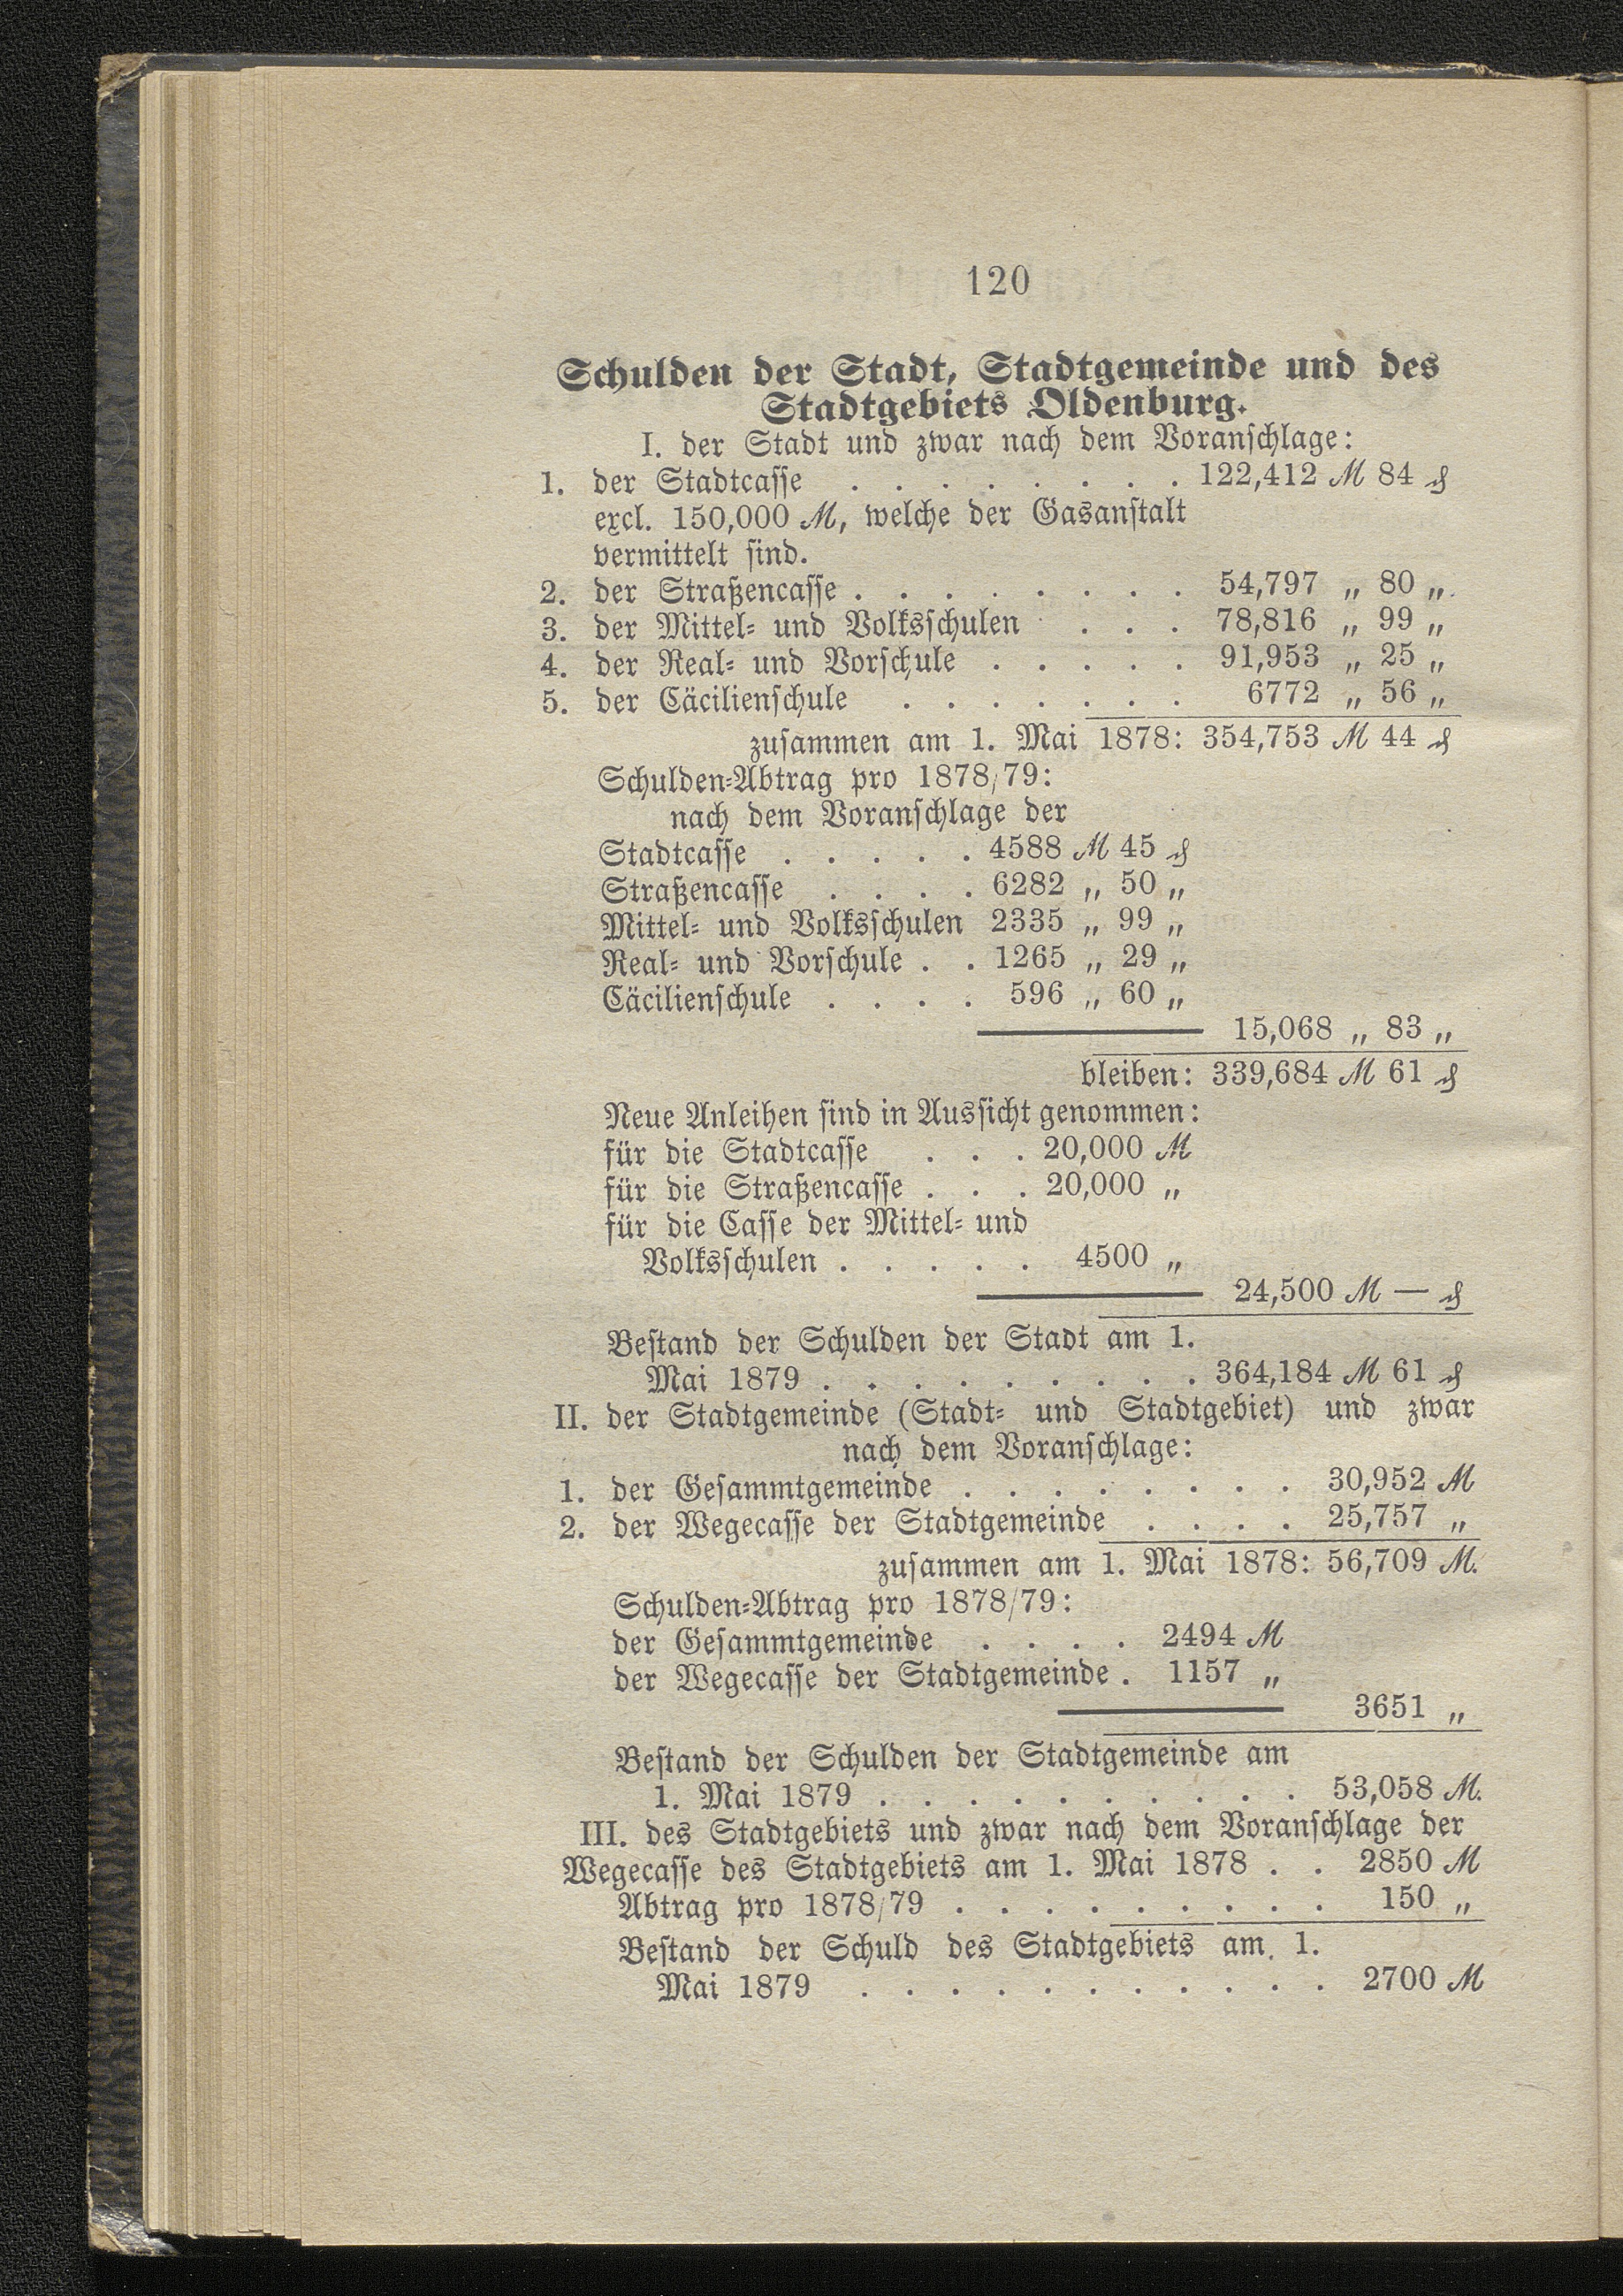 120
Schulden der Stadt, Stadtgemeinde und des
Stadtgebiets Oldenburg.
I. der Stadt und zwar nach dem Voranschlage:
1. der Stadtcasse . . . . . . . . 122,412 ℳ 84 ₰
excl. 150,000 ℳ, welche der Gasanstalt
vermittelt sind.
2. der Straßencasse . . . . . . . . 54,797 „ 80 „
3. der Mittel- und Volksschulen . . . 78,816 „ 99 „
4. der Real- und Vorschule . . . . . 91,953 „ 25 „
5. der Cäcilienschule . . . . . . . 6772 „ 56 „
zusammen am 1. Mai 1878: 354,753 ℳ 44 ₰
Schulden-Abtrag pro 1878/79:
nach dem Voranschlage der
Stadtcasse . . . . . 4588 ℳ 45 ₰
Straßencasse . . . . 6282 „ 50 „
Mittel- und Volksschulen 2335 „ 99 „
Real- und Vorschule . . 1265 „ 29 „
Cäcilienschule . . . . 596 „ 60 „
15,068 „ 83 „
bleiben: 339,684 ℳ 61 ₰
Neue Anleihen sind in Aussicht genommen:
für die Stadtcasse . . . 20,000 ℳ
für die Straßencasse . . . 20,000 „
für die Casse der Mittel- und
Volksschulen . . . . . 4500 „
24,500 ℳ — ₰
Bestand der Schulden der Stadt am 1.
Mai 1879 . . . . . . . . . 364,184 ℳ 61 ₰
II. der Stadtgemeinde (Stadt- und Stadtgebiet) und zwar
nach dem Voranschlage:
1. der Gesammtgemeinde . . . . . . . . 30,952 ℳ
2. der Wegecasse der Stadtgemeinde . . . . 25,757 „
zusammen am 1. Mai 1878: 56,709 ℳ.
Schulden-Abtrag pro 1878/79:
der Gesammtgemeinde . . . . 2494 ℳ
der Wegecasse der Stadtgemeinde . 1157 „
3651 „
Bestand der Schulden der Stadtgemeinde am
1. Mai 1879 . . . . . . . . . . 53,058 ℳ.
III. des Stadtgebiets und zwar nach dem Voranschlage der
Wegecasse des Stadtgebiets am 1. Mai 1878 . . 2850 ℳ
Abtrag pro 1878/79 . . . . . . . . . 150 „
Bestand der Schuld des Stadtgebiets am 1.
Mai 1879 . . . . . . . . . . . 2700 ℳ